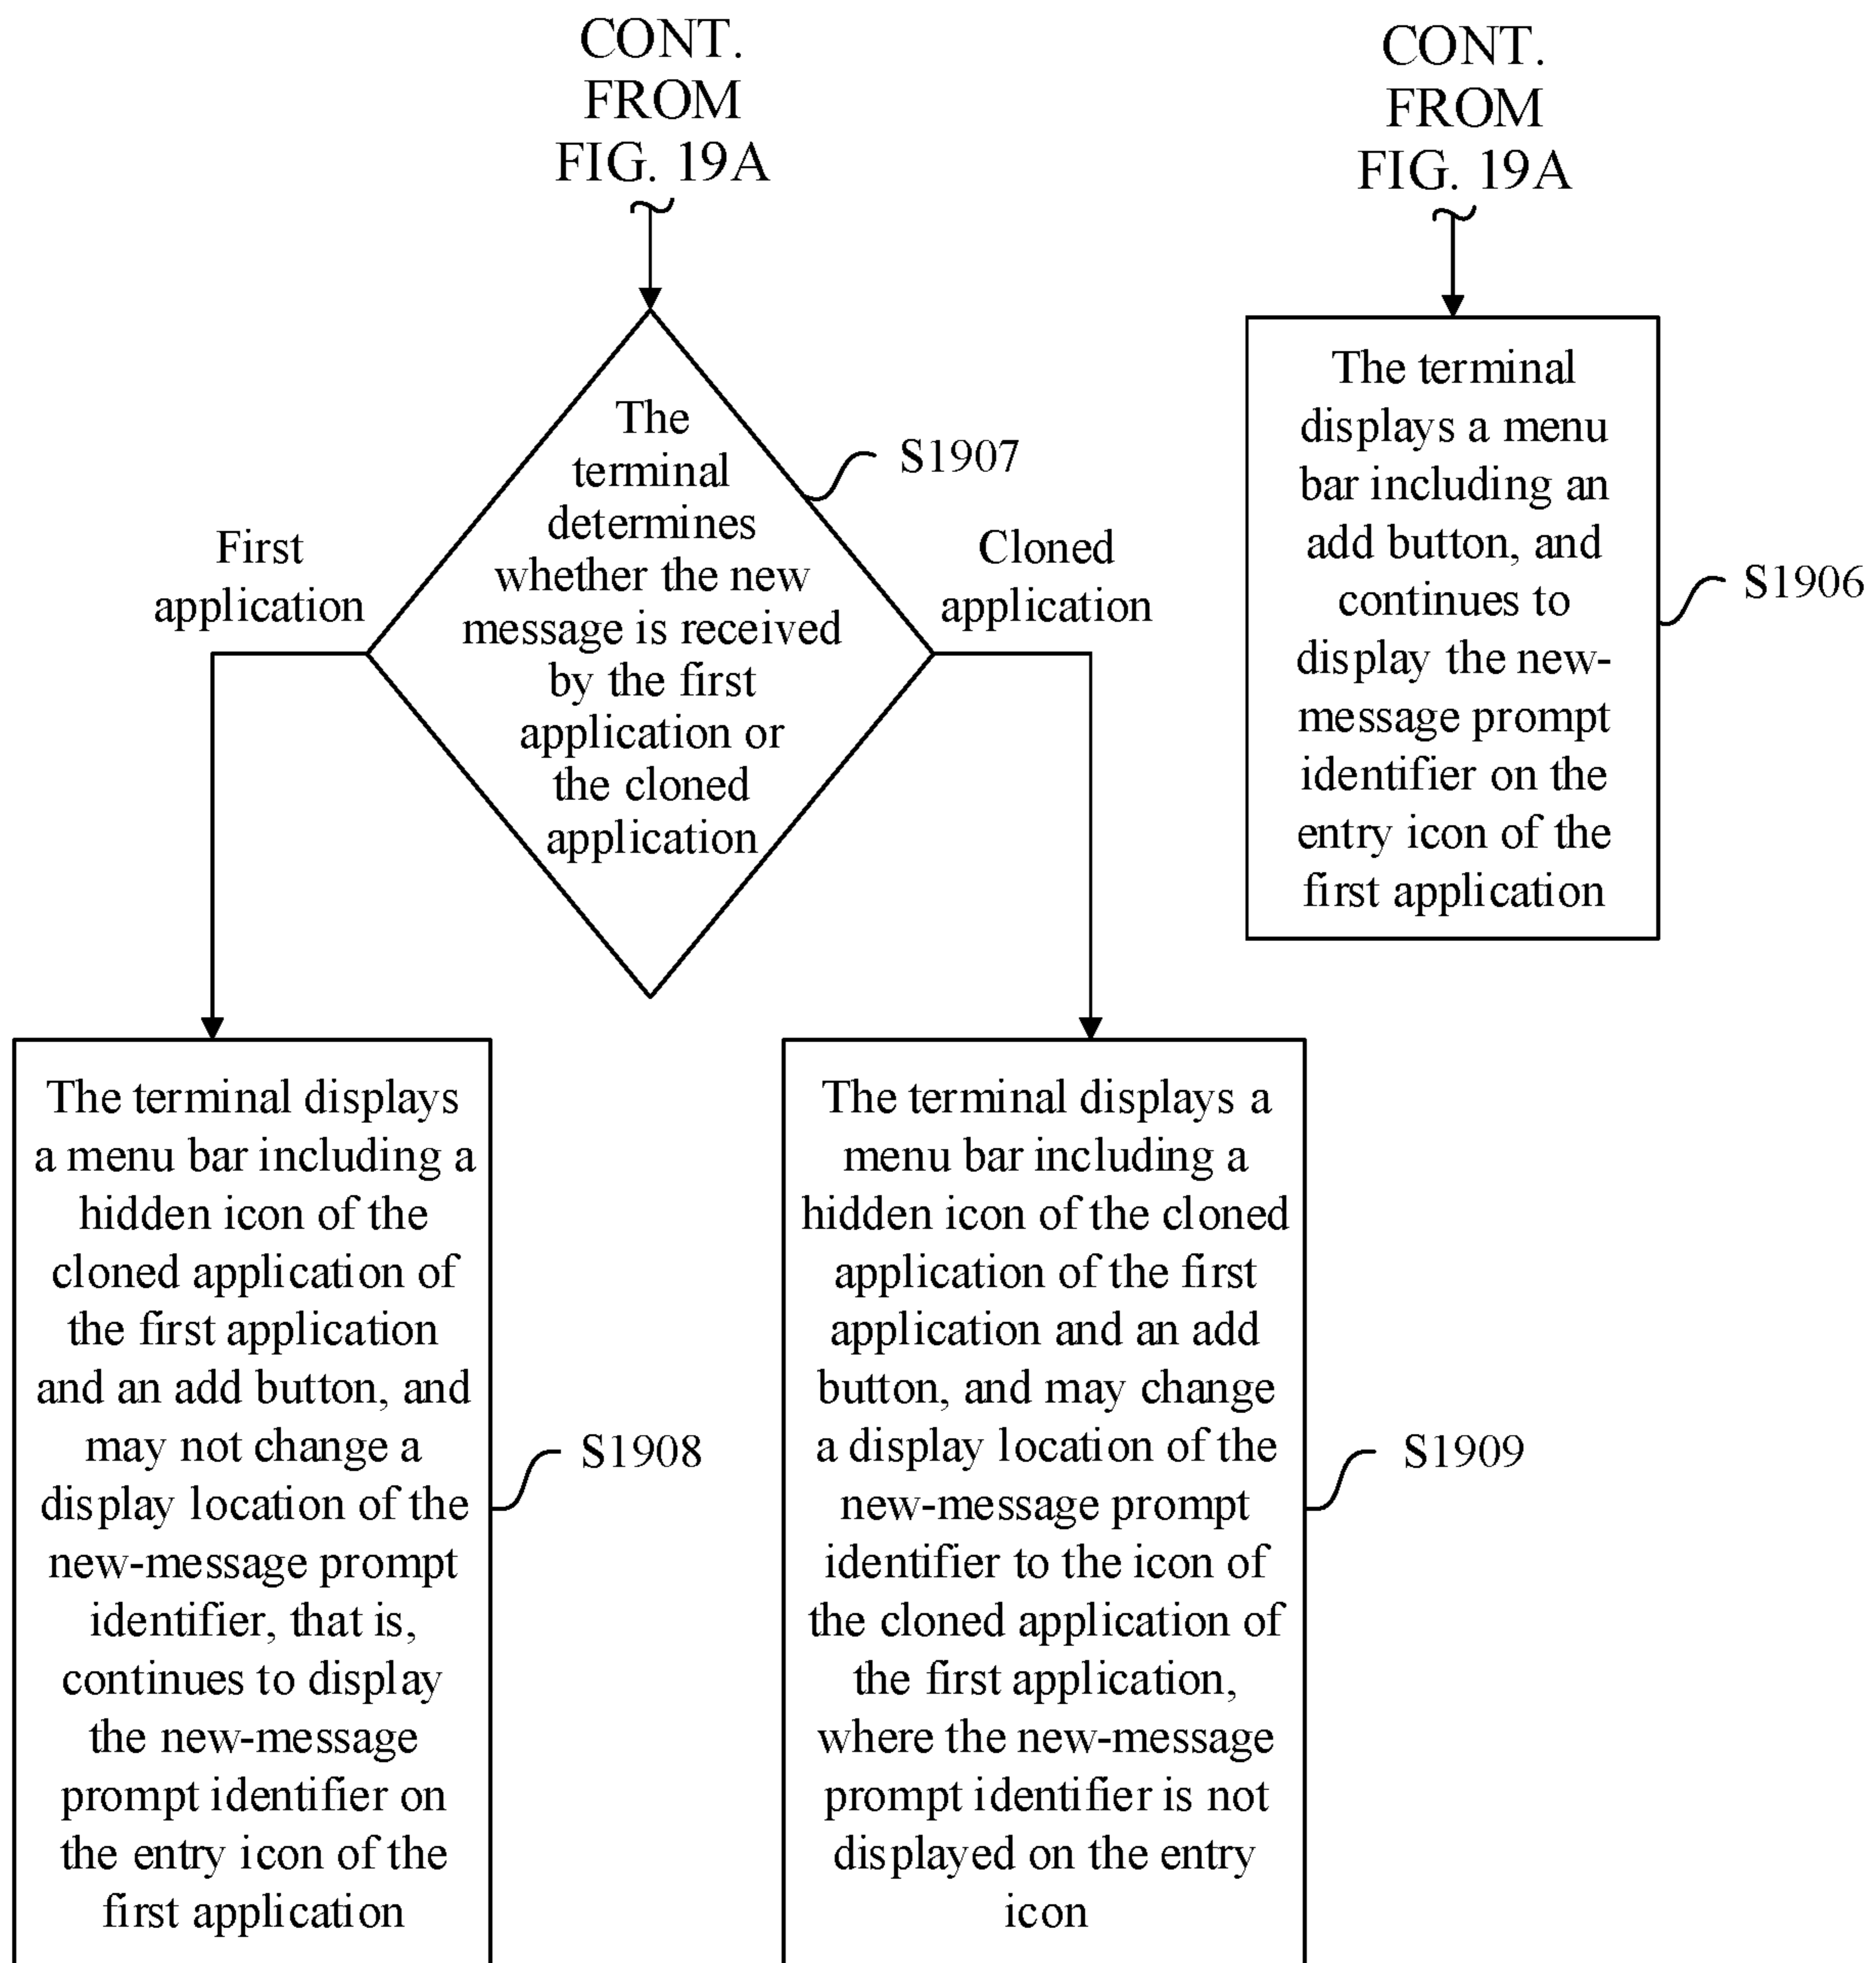 CONT.
FROM
FIG. 19A
CONT.
FROM
FIG. 19A
The
terminal
determines
whether the new
message is received
by the first
application or
the cloned
application
S1907
First
application
Cloned
application
The terminal
displays a menu
bar including an
add button, and
continues to
display the new-
message prompt
identifier on the
entry icon of the
first application
S1906
The terminal displays
a menu bar including a
hidden icon of the
cloned application of
the first application
and an add button, and
may not change a
display location of the
new-message prompt
identifier, that is,
continues to display
the new-message
prompt identifier on
the entry icon of the
first application
S1908
The terminal displays a
menu bar including a
hidden icon of the cloned
application of the first
application and an add
button, and may change
a display location of the
new-message prompt
identifier to the icon of
the cloned application of
the first application,
where the new-message
prompt identifier is not
displayed on the entry
icon
S1909